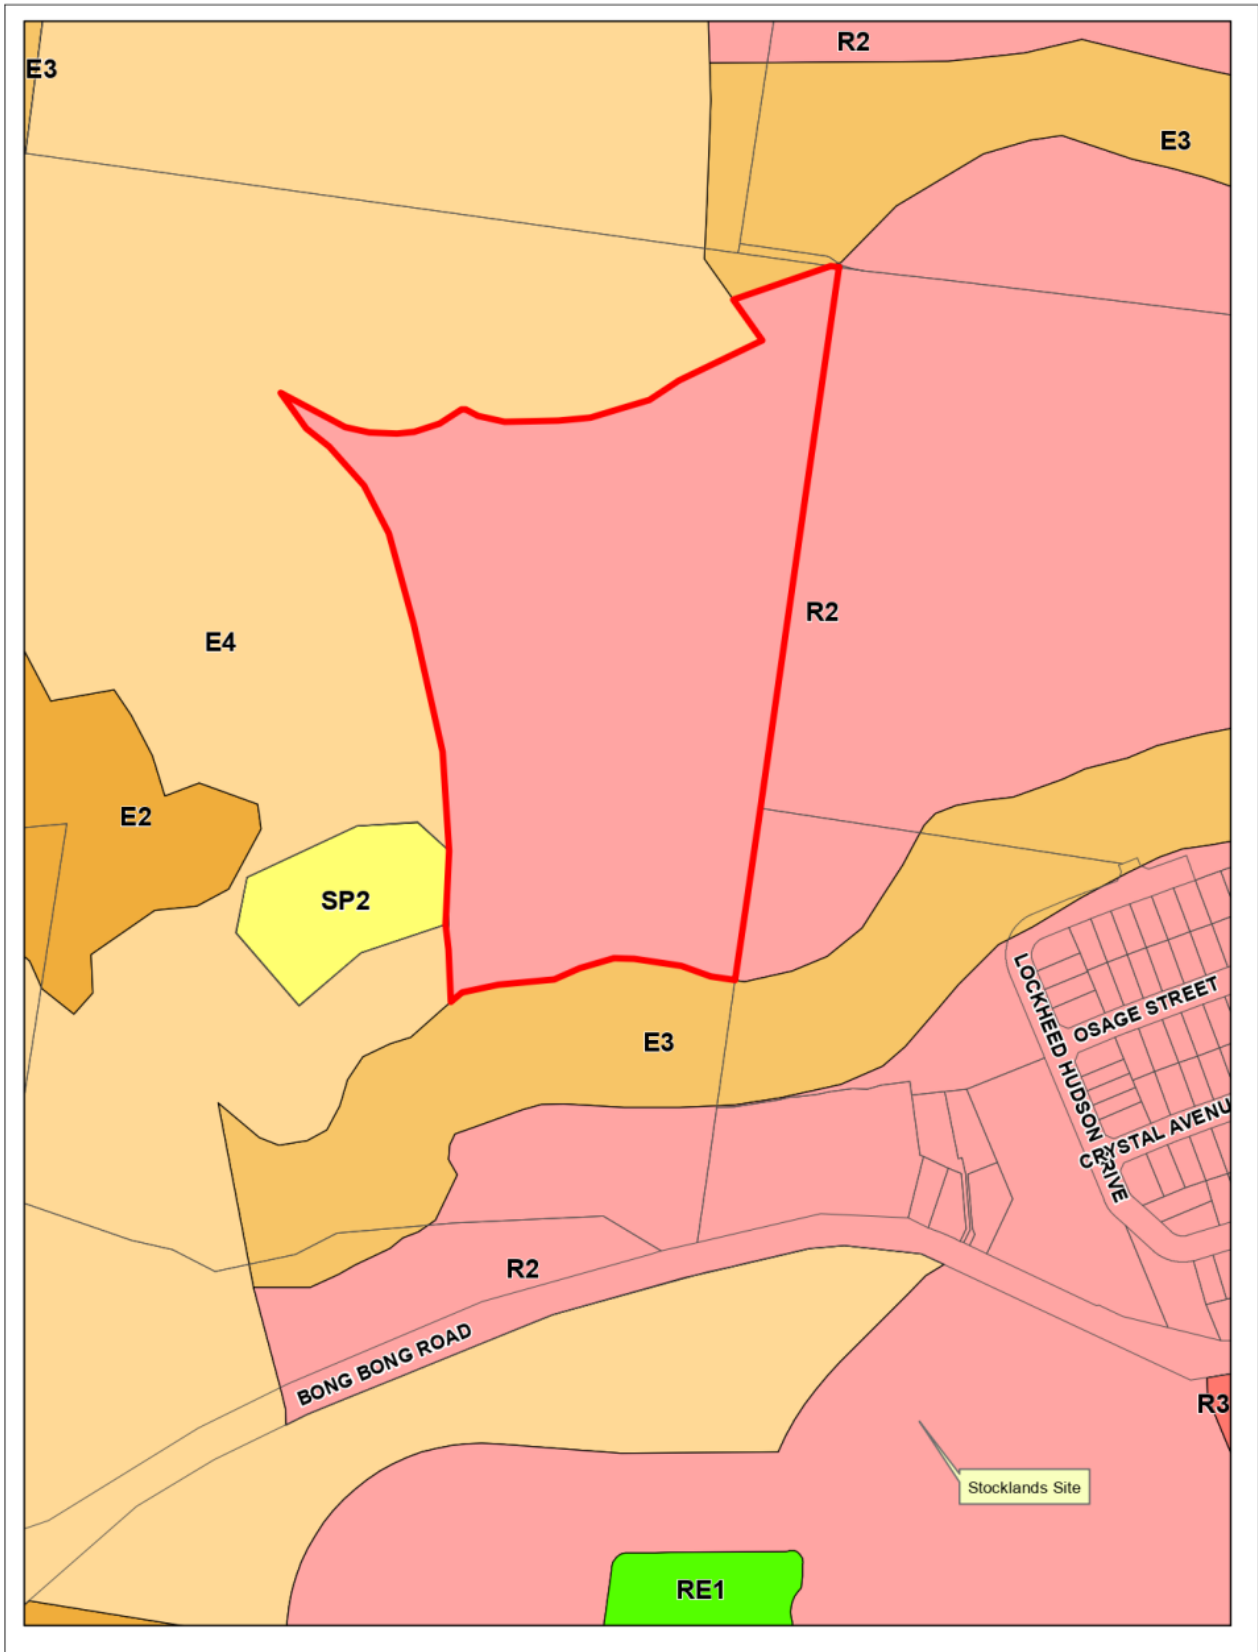 R2
E3
E3
R2
E4
E2
SP2
LOCKHEED HUDSON DRIVE
OSAGE STREET
E3
CRYSTAL AVENU
R2
BONG BONG ROAD
R3
Stocklands Site
RE1